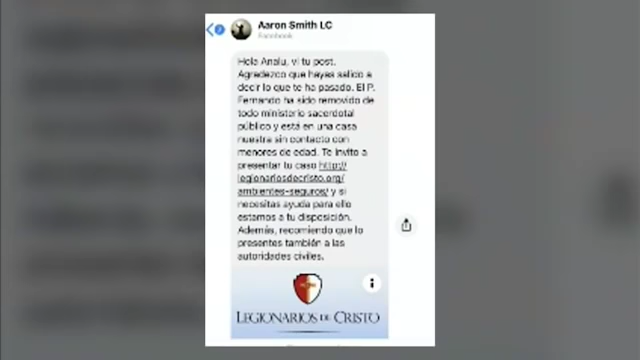 Aaron Smith LC
Facebook
Hola Analu, vi tu post.
Agradezco que hayas salido a
decir lo que te ha pasado. El P.
Fernando ha sido removido de
todo ministerio sacerdotal
público y está en una casa
nuestra sin contacto con
menores de edad. Te invito a
presentar tu caso http://
legionariosdecristo.org/
ambientes-seguros/ y si
necesitas ayuda para ello
estamos a tu disposición.
Además, recomiendo que lo
presentes también a las
autoridades civiles.
LEGIONARIOS DE CRISTO